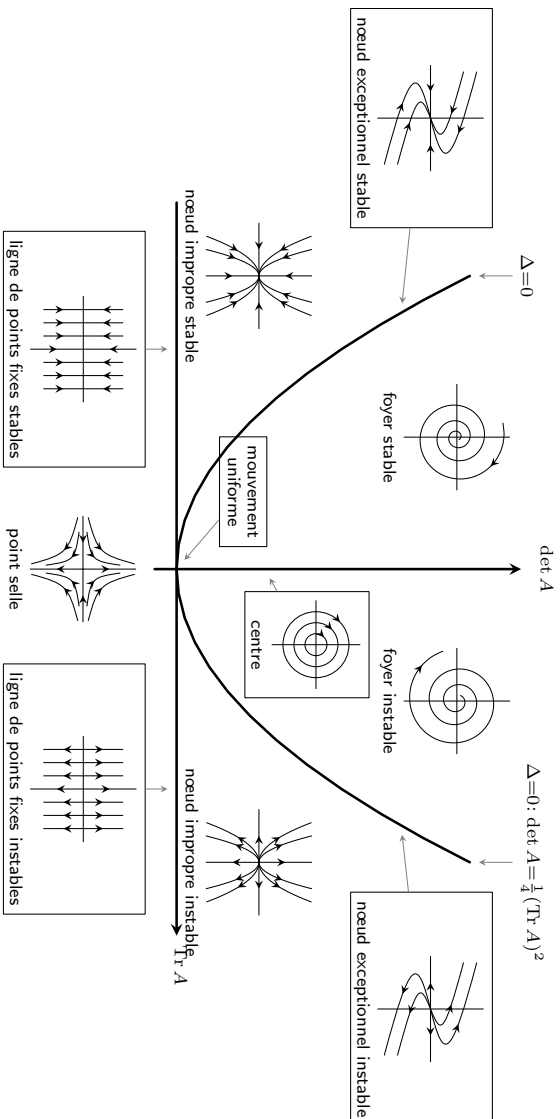 det A
Δ=0
Δ=0: det A=¼(Tr A)²
nœud exceptionnel stable
foyer stable
foyer instable
nœud exceptionnel instable
mouvement
uniforme
centre
nœud impropre stable
nœud impropre instable
Tr A
ligne de points fixes stables
point selle
ligne de points fixes instables